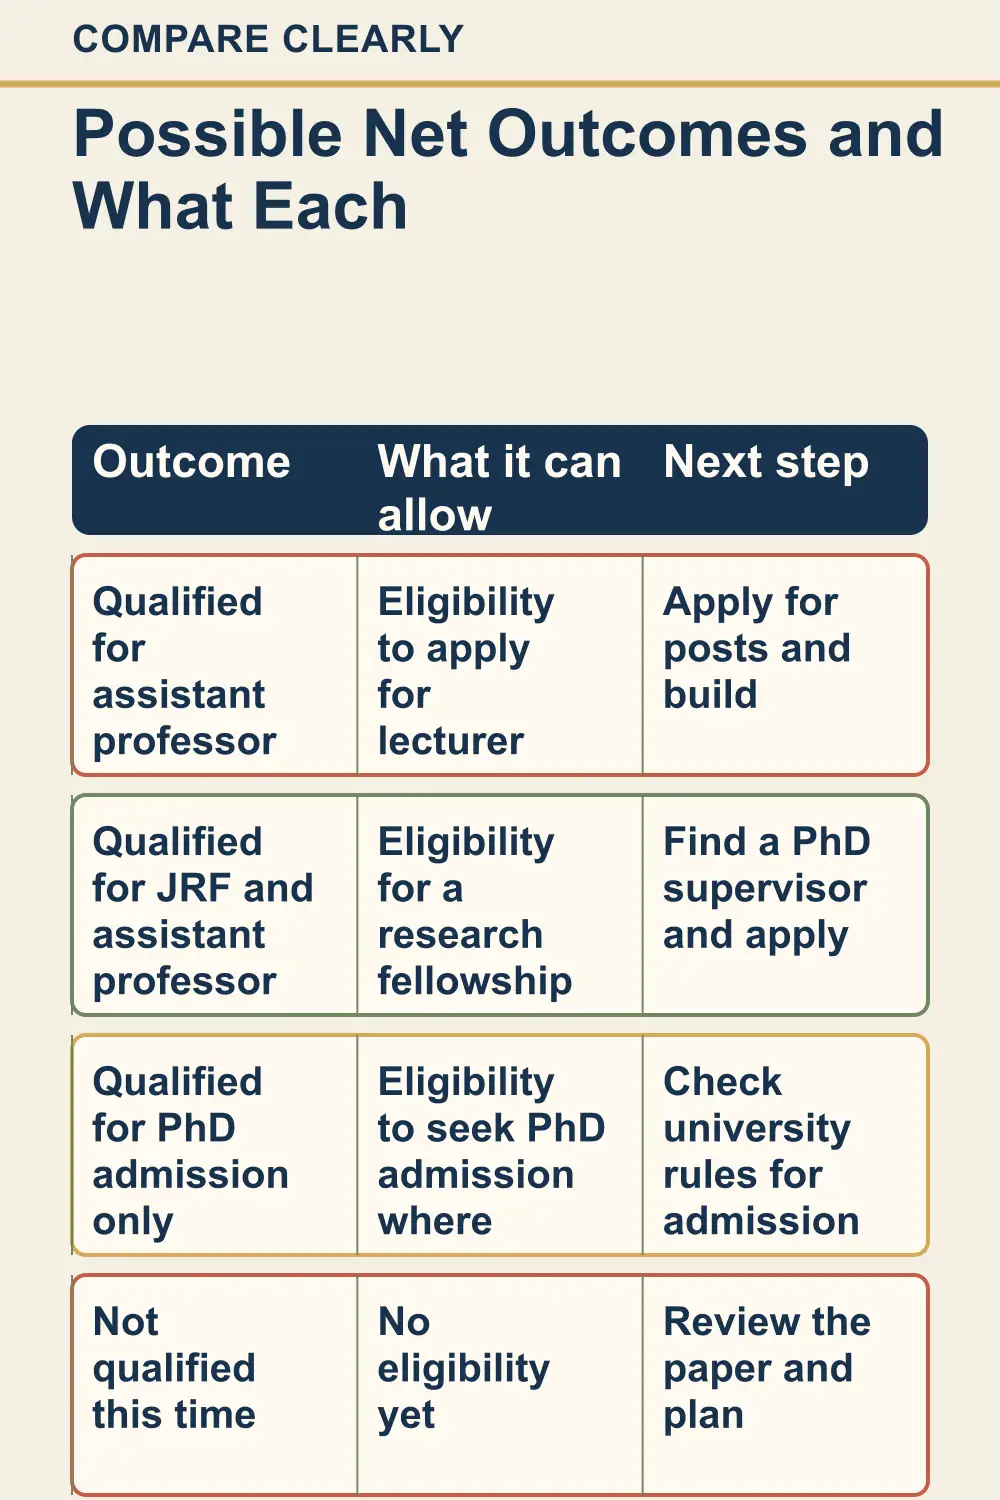 COMPARE CLEARLY
Possible Net Outcomes and
What Each
Outcome
What it can
allow
Next step
Qualified
for
assistant
professor
Eligibility
to apply
for
lecturer
Apply for
posts and
build
Qualified
for JRF and
assistant
professor
Eligibility
for a
research
fellowship
Find a PhD
supervisor
and apply
Qualified
for PhD
admission
only
Eligibility
to seek PhD
admission
where
Check
university
rules for
admission
Not
qualified
this time
No
eligibility
yet
Review the
paper and
plan